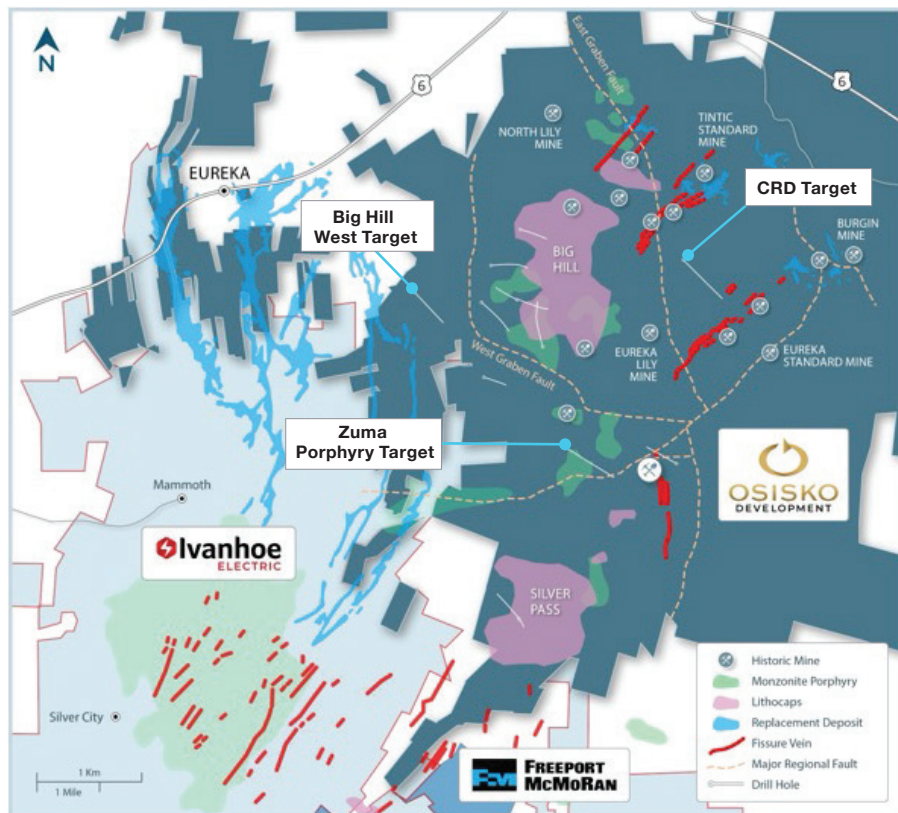 N
6
6
East Graben Fault
NORTH LILY
MINE
TINTIC
STANDARD
MINE
EUREKA
CRD Target
Big Hill
West Target
BURGIN
MINE
BIG
HILL
EUREKA
LILY
MINE
EUREKA
STANDARD MINE
West Graben Fault
Zuma
Porphyry Target
OSISKO
DEVELOPMENT
Mammoth
Ivanhoe
ELECTRIC
SILVER
PASS
Silver City
1 Km
1 Mile
FCX
FREEPORT
McMoRAN
Historic Mine
Monzonite Porphyry
Lithocaps
Replacement Deposit
Fissure Vein
Major Regional Fault
Drill Hole